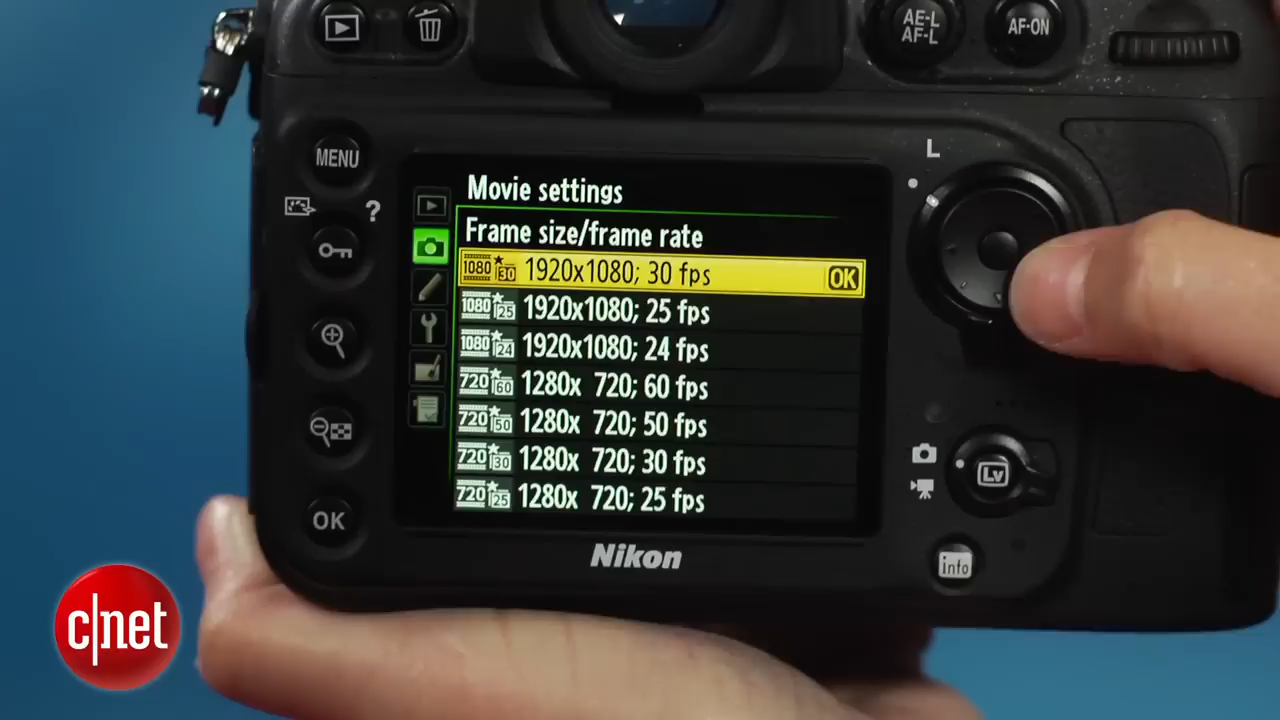 AE-L
AF-L
AF-ON
MENU
L
?
Movie settings
Frame size/frame rate
1080 30 1920x1080; 30 fps OK
1080 25 1920x1080; 25 fps
1080 24 1920x1080; 24 fps
720 60 1280x 720; 60 fps
720 50 1280x 720; 50 fps
720 30 1280x 720; 30 fps
720 25 1280x 720; 25 fps
Lv
OK
Nikon
info
c|net